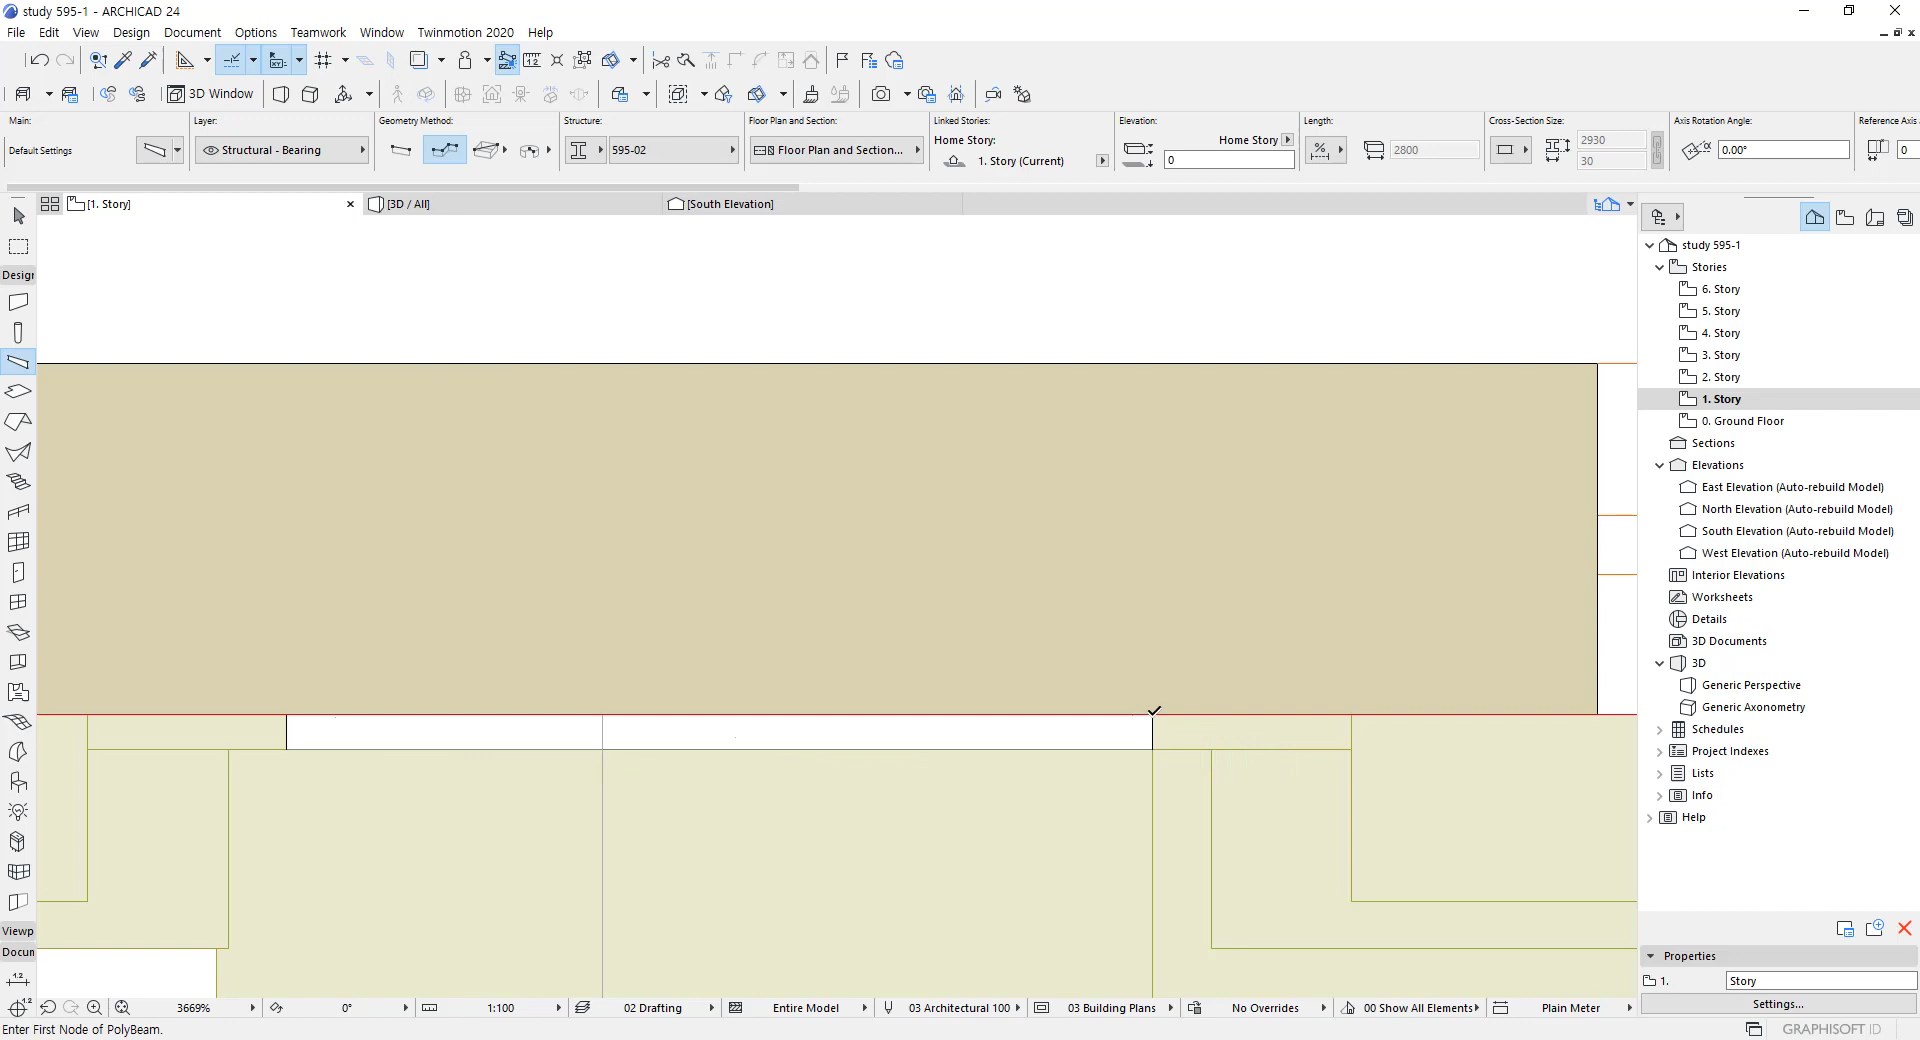 study 595-1 - ARCHICAD 24
File Edit View Design Document Options Teamwork Window Twinmotion 2020 Help
3D Window
Main: Layer: Geometry Method: Structure: Floor Plan and Section: Linked Stories: Elevation: Length: Cross-Section Size: Axis Rotation Angle: Reference Axis
Home Story: Home Story 2930
Default Settings Structural - Bearing 595-02 Floor Plan and Section... 2800 0.00° 0
1. Story (Current) 0 30
[1. Story] [3D / All] [South Elevation]
study 595-1
Stories
6. Story
5. Story
4. Story
3. Story
2. Story
1. Story
0. Ground Floor
Sections
Elevations
East Elevation (Auto-rebuild Model)
North Elevation (Auto-rebuild Model)
South Elevation (Auto-rebuild Model)
West Elevation (Auto-rebuild Model)
Interior Elevations
Worksheets
Details
3D Documents
3D
Generic Perspective
Generic Axonometry
Schedules
Project Indexes
Lists
Info
Help
Desigr
Viewp
Docun
1.2
Properties
1. Story
Settings...
3669% 0° 1:100 02 Drafting Entire Model 03 Architectural 100 03 Building Plans No Overrides 00 Show All Elements Plain Meter
Enter First Node of PolyBeam.
GRAPHISOFT ID